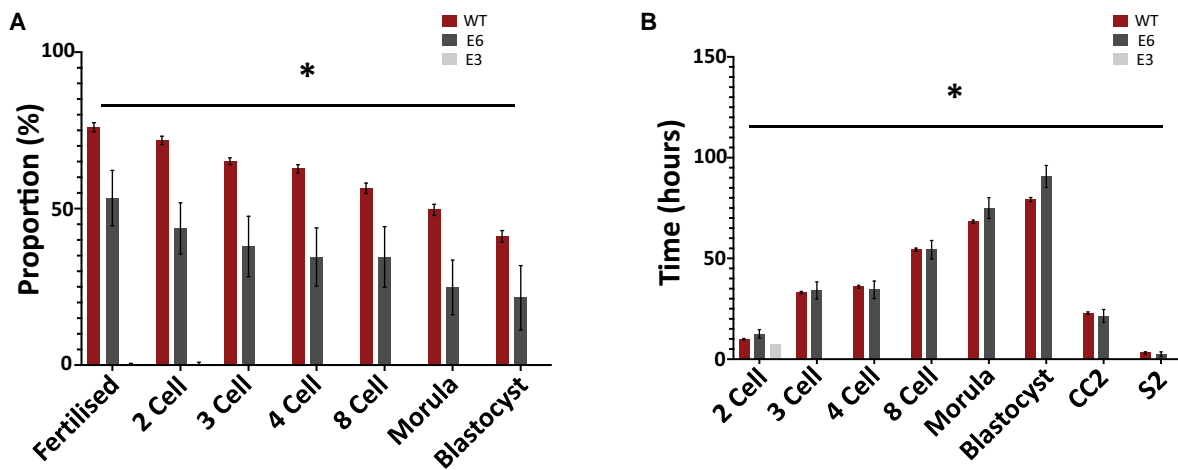 A
WT
E6
E3
100
50
0
Proportion (%)
*
Fertilised
2 Cell
3 Cell
4 Cell
8 Cell
Morula
Blastocyst
B
WT
E6
E3
150
100
50
0
Time (hours)
*
2 Cell
3 Cell
4 Cell
8 Cell
Morula
Blastocyst
CC2
S2